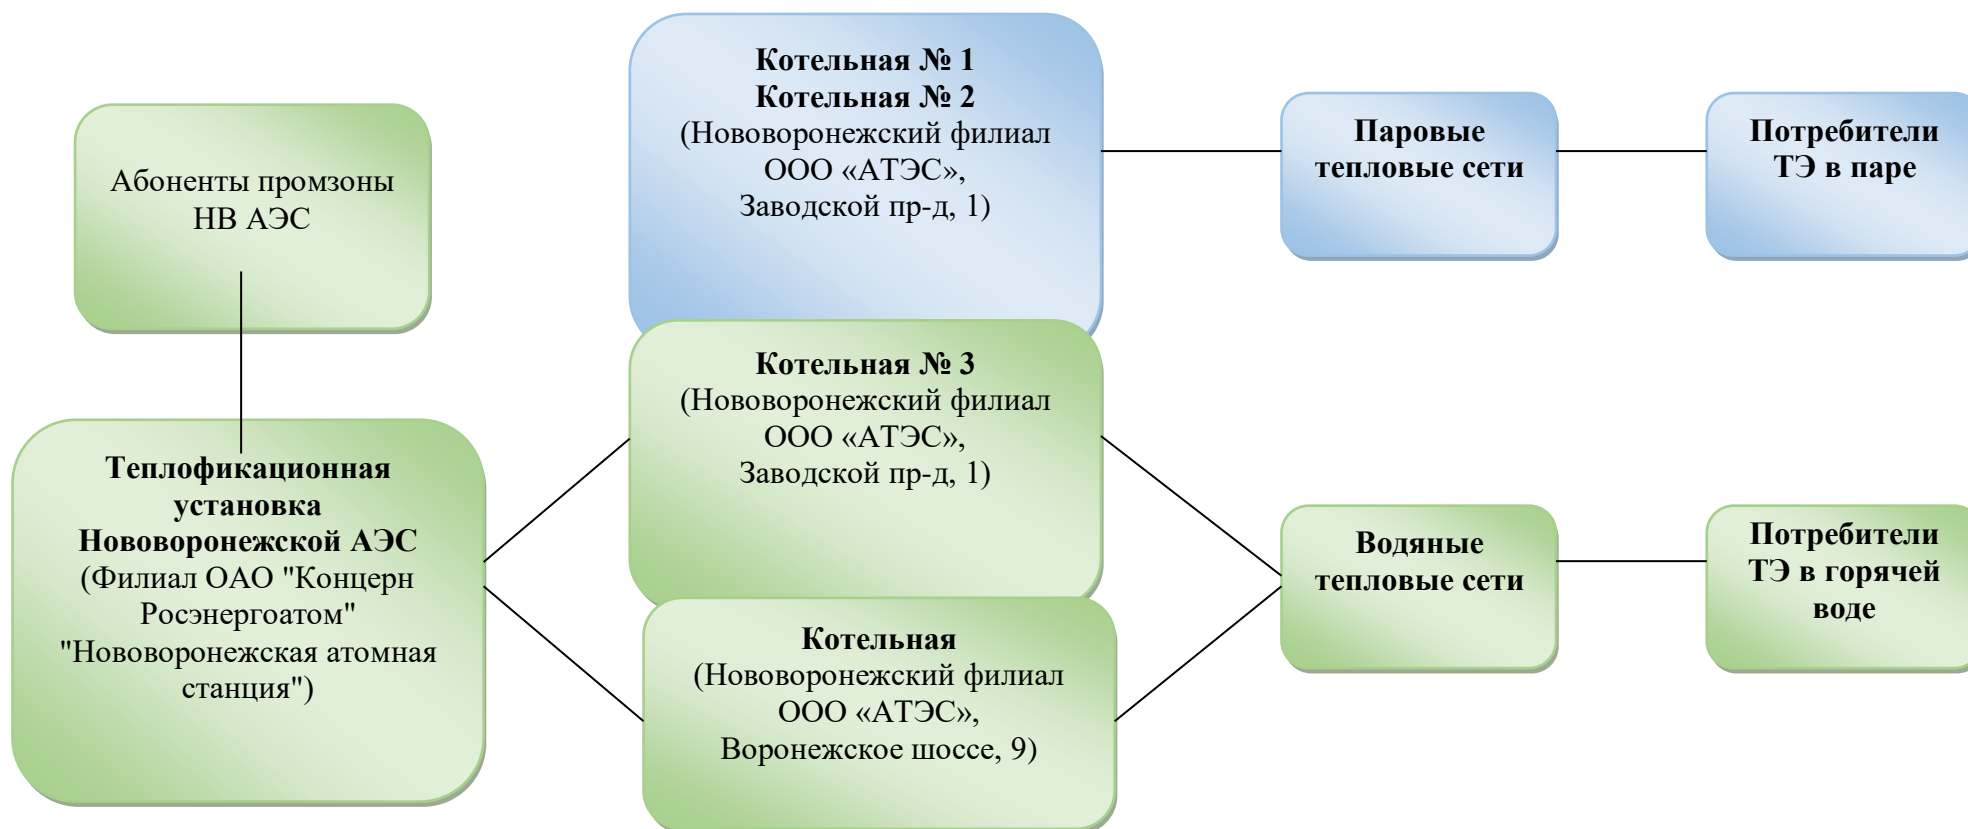 Абоненты промзоны
НВ АЭС
Теплофикационная
установка
Нововоронежской АЭС
(Филиал ОАО "Концерн
Росэнергоатом"
"Нововоронежская атомная
станция")
Котельная № 1
Котельная № 2
(Нововоронежский филиал
ООО «АТЭС»,
Заводской пр-д, 1)
Котельная № 3
(Нововоронежский филиал
ООО «АТЭС»,
Заводской пр-д, 1)
Котельная
(Нововоронежский филиал
ООО «АТЭС»,
Воронежское шоссе, 9)
Паровые
тепловые сети
Потребители
ТЭ в паре
Водяные
тепловые сети
Потребители
ТЭ в горячей
воде